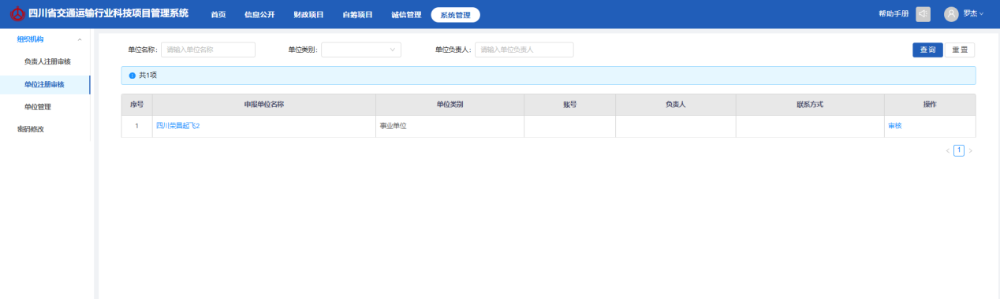 四川省交通运输行业科技项目管理系统 首页 信息公开 财政项目 自筹项目 诚信管理 系统管理 帮助手册 罗杰
组织机构
负责人注册审核
单位注册审核
单位管理
密码修改
单位名称: 请输入单位名称 单位类别: 单位负责人: 请输入单位负责人 查 询 重 置
共1项
序号 申报单位名称 单位类别 账号 负责人 联系方式 操作
1 四川荣昌起飞2 事业单位 审核
< 1 >